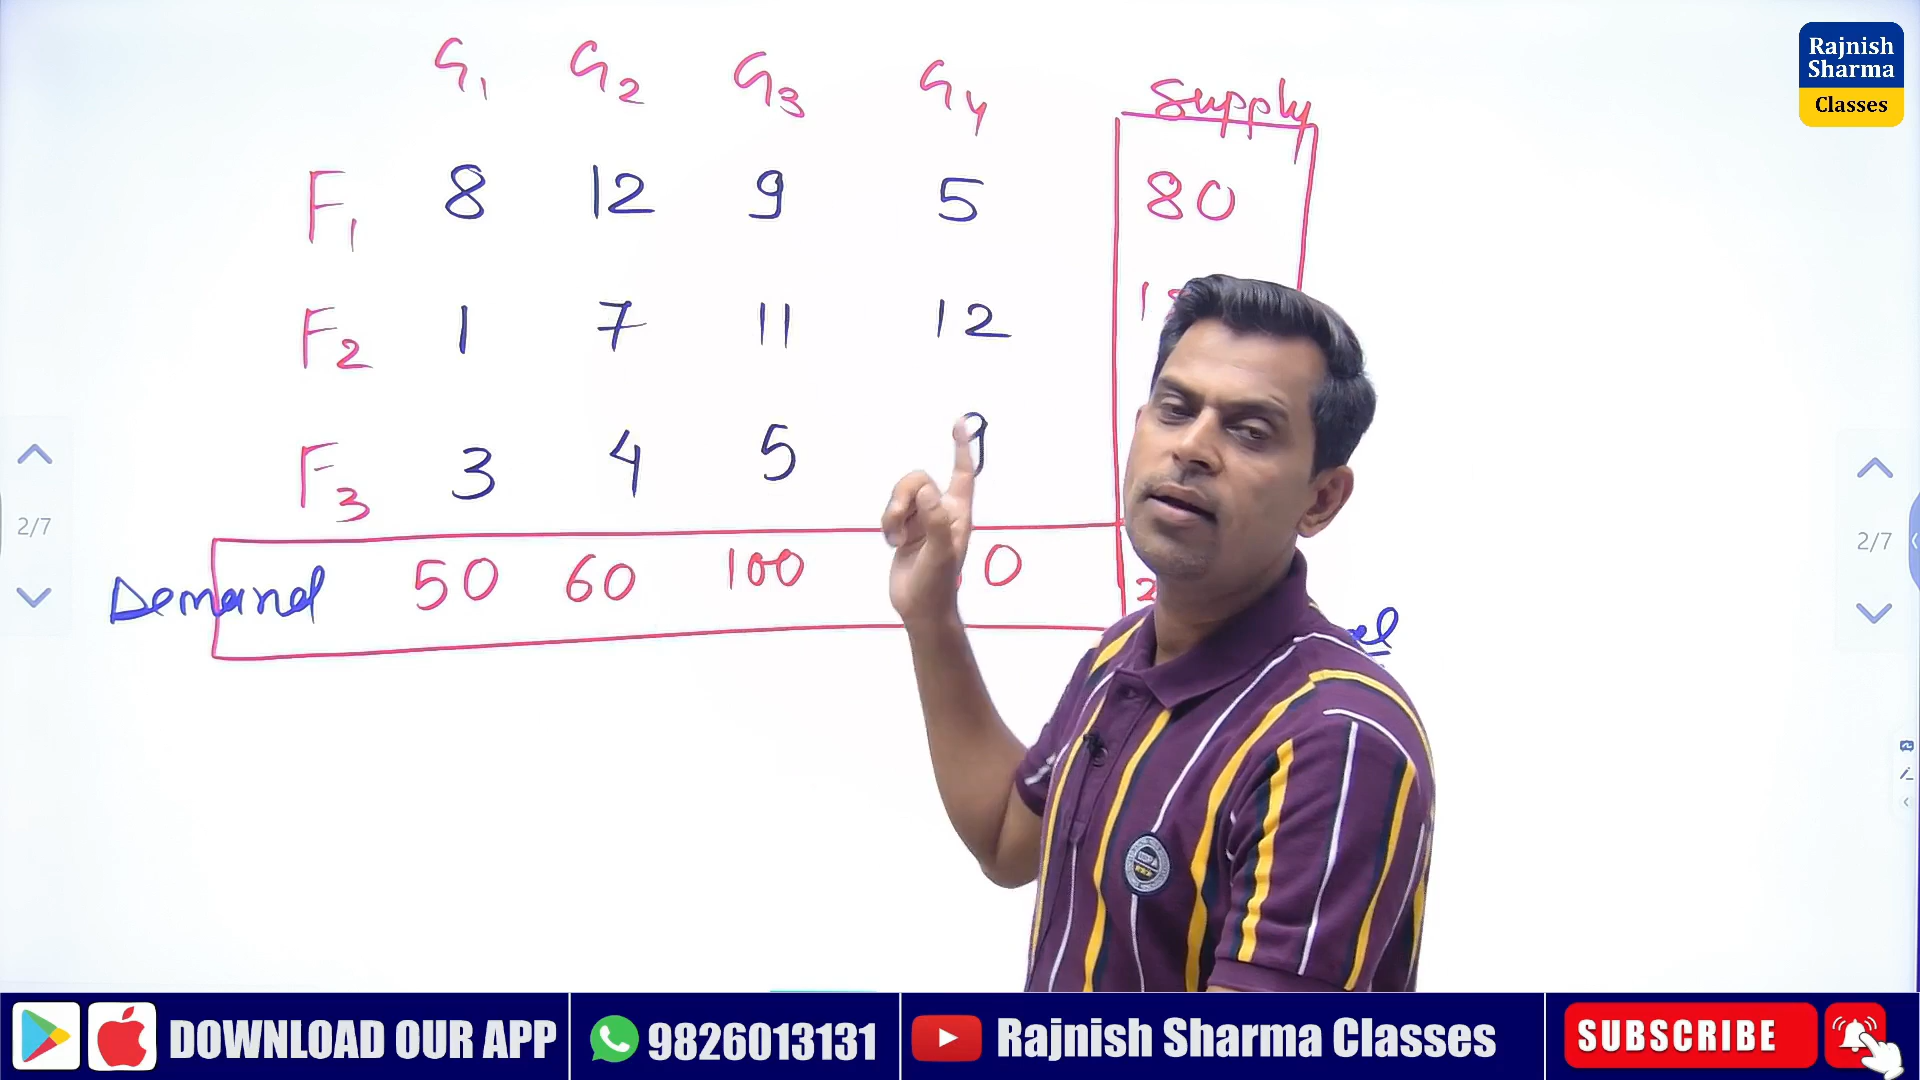 G1 G2 G3 G4 Supply
F1 8 12 9 5 80
F2 1 7 11 12
F3 3 4 5 9
Demand 50 60 100
Rajnish
Sharma
Classes
2/7
2/7
DOWNLOAD OUR APP 9826013131 Rajnish Sharma Classes SUBSCRIBE